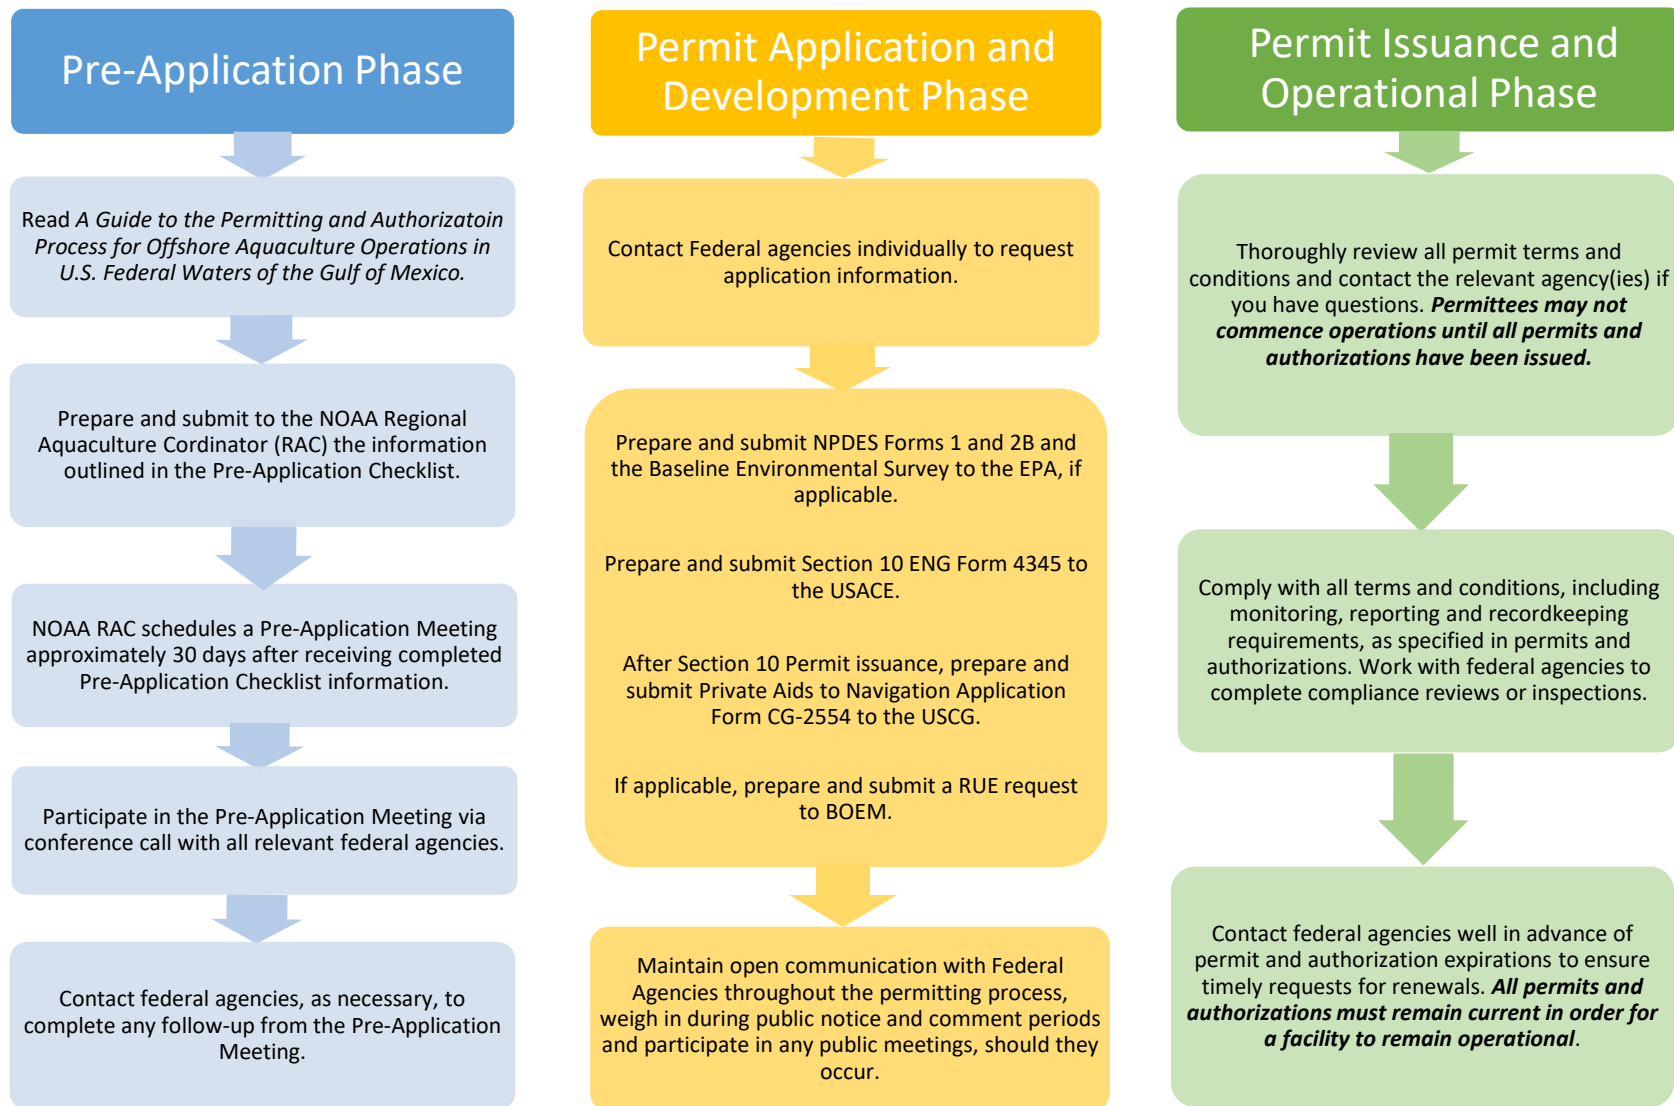 Pre-Application Phase
Read A Guide to the Permitting and Authorizatoin
Process for Offshore Aquaculture Operations in
U.S. Federal Waters of the Gulf of Mexico.
Prepare and submit to the NOAA Regional
Aquaculture Cordinator (RAC) the information
outlined in the Pre-Application Checklist.
NOAA RAC schedules a Pre-Application Meeting
approximately 30 days after receiving completed
Pre-Application Checklist information.
Participate in the Pre-Application Meeting via
conference call with all relevant federal agencies.
Contact federal agencies, as necessary, to
complete any follow-up from the Pre-Application
Meeting.
Permit Application and
Development Phase
Contact Federal agencies individually to request
application information.
Prepare and submit NPDES Forms 1 and 2B and
the Baseline Environmental Survey to the EPA, if
applicable.
Prepare and submit Section 10 ENG Form 4345 to
the USACE.
After Section 10 Permit issuance, prepare and
submit Private Aids to Navigation Application
Form CG-2554 to the USCG.
If applicable, prepare and submit a RUE request
to BOEM.
Maintain open communication with Federal
Agencies throughout the permitting process,
weigh in during public notice and comment periods
and participate in any public meetings, should they
occur.
Permit Issuance and
Operational Phase
Thoroughly review all permit terms and
conditions and contact the relevant agency(ies) if
you have questions. Permittees may not
commence operations until all permits and
authorizations have been issued.
Comply with all terms and conditions, including
monitoring, reporting and recordkeeping
requirements, as specified in permits and
authorizations. Work with federal agencies to
complete compliance reviews or inspections.
Contact federal agencies well in advance of
permit and authorization expirations to ensure
timely requests for renewals. All permits and
authorizations must remain current in order for
a facility to remain operational.